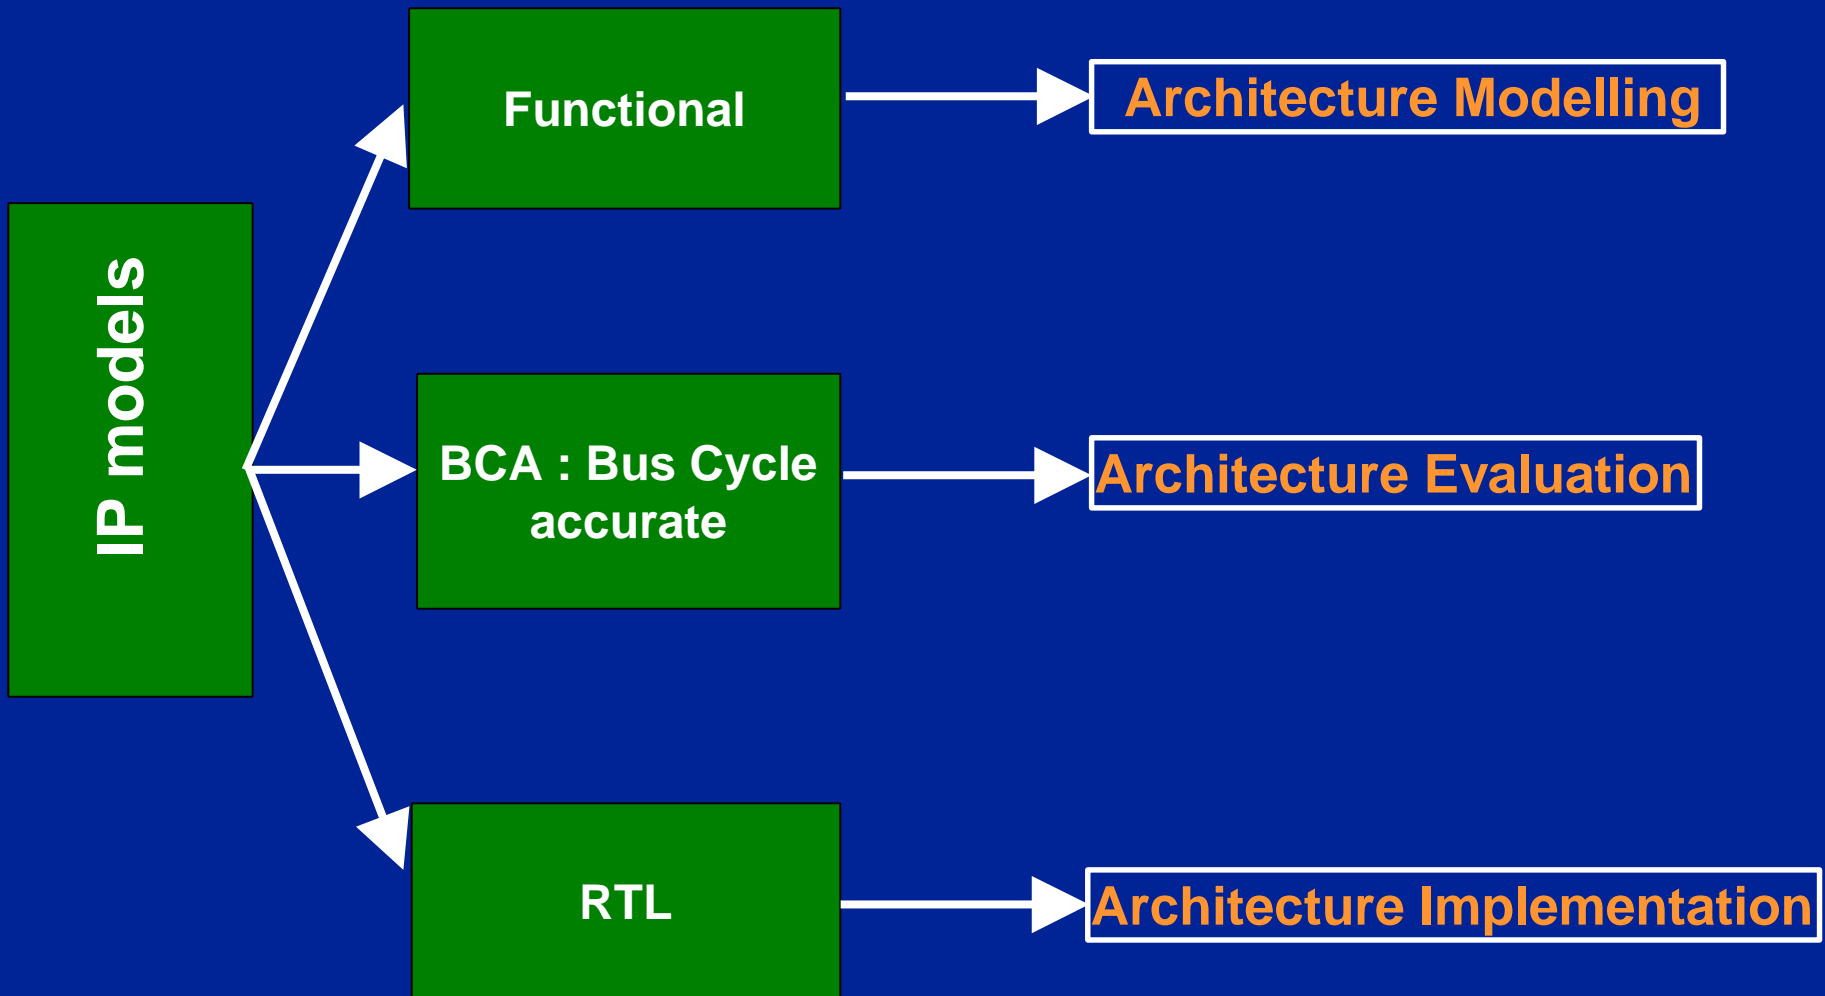 IP models
Functional
Architecture Modelling
BCA : Bus Cycle
accurate
Architecture Evaluation
RTL
Architecture Implementation